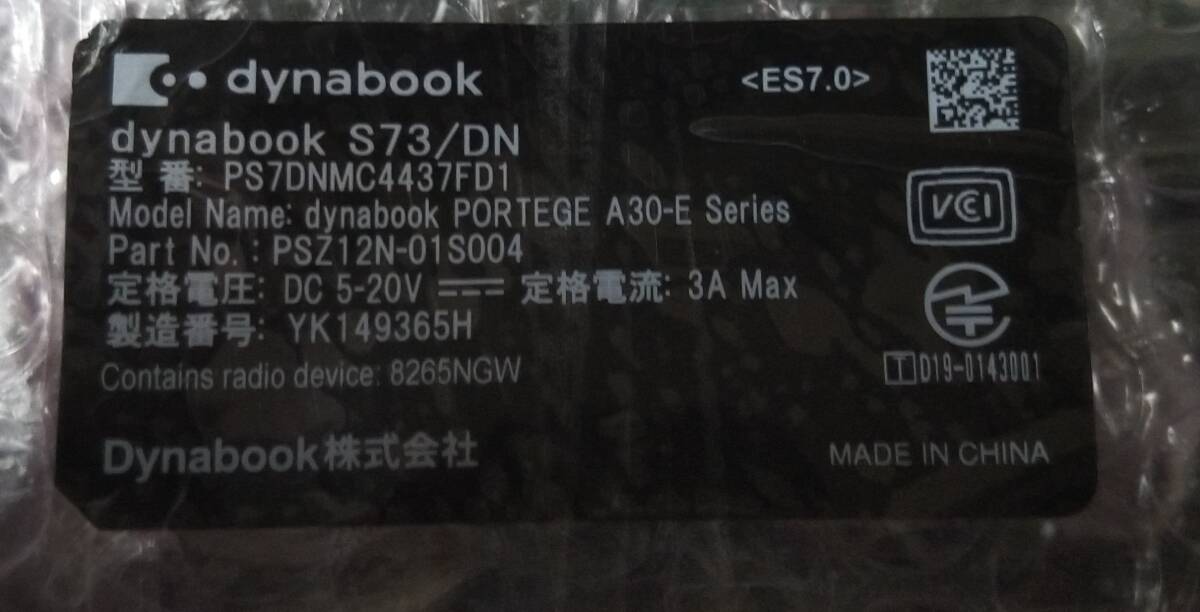 dynabook
<ES7.0>
dynabook S73/DN
型 番: PS7DNMC4437FD1
Model Name: dynabook PORTEGE A30-E Series
VCCI
Part No. : PSZ12N-01S004
定格電圧: DC 5-20V 定格電流: 3A Max
製造番号: YK149365H
Contains radio device: 8265NGW
T D19-0143001
Dynabook株式会社
MADE IN CHINA